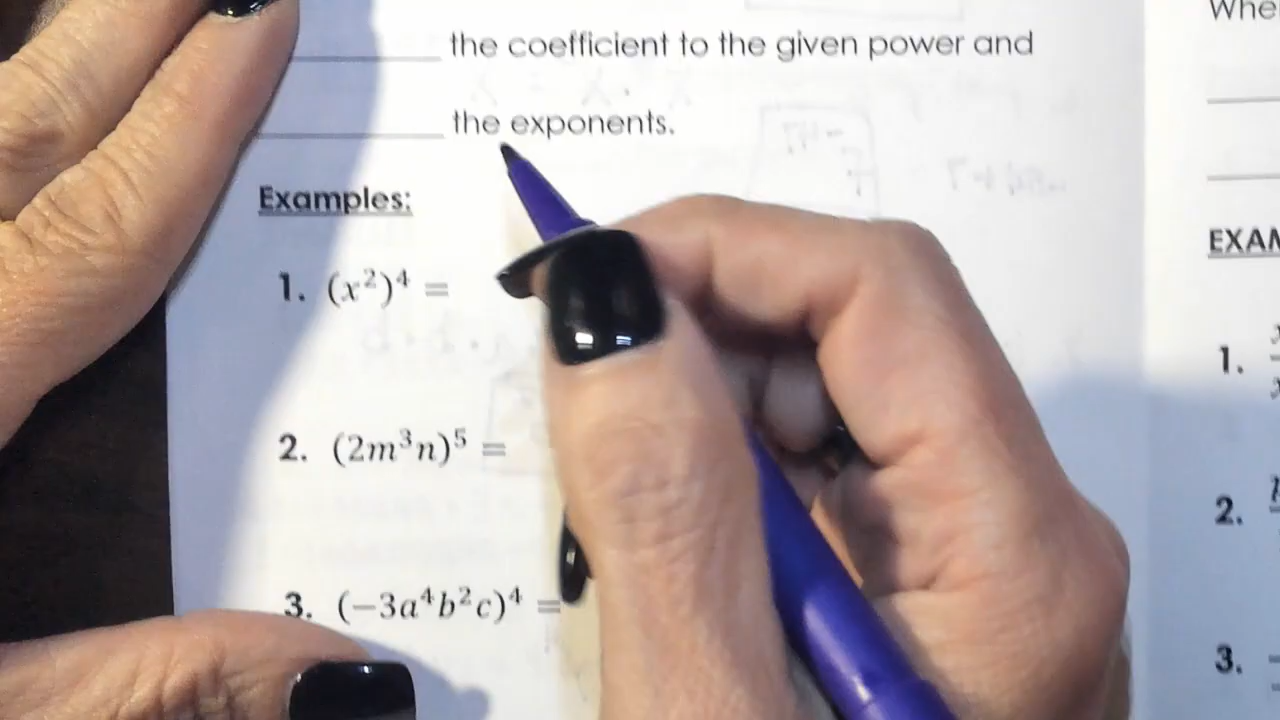 the coefficient to the given power and
the exponents.
Examples:
1. (x²)⁴ =
2. (2m³n)⁵ =
3. (−3a⁴b²c)⁴ =
1.
2.
3.